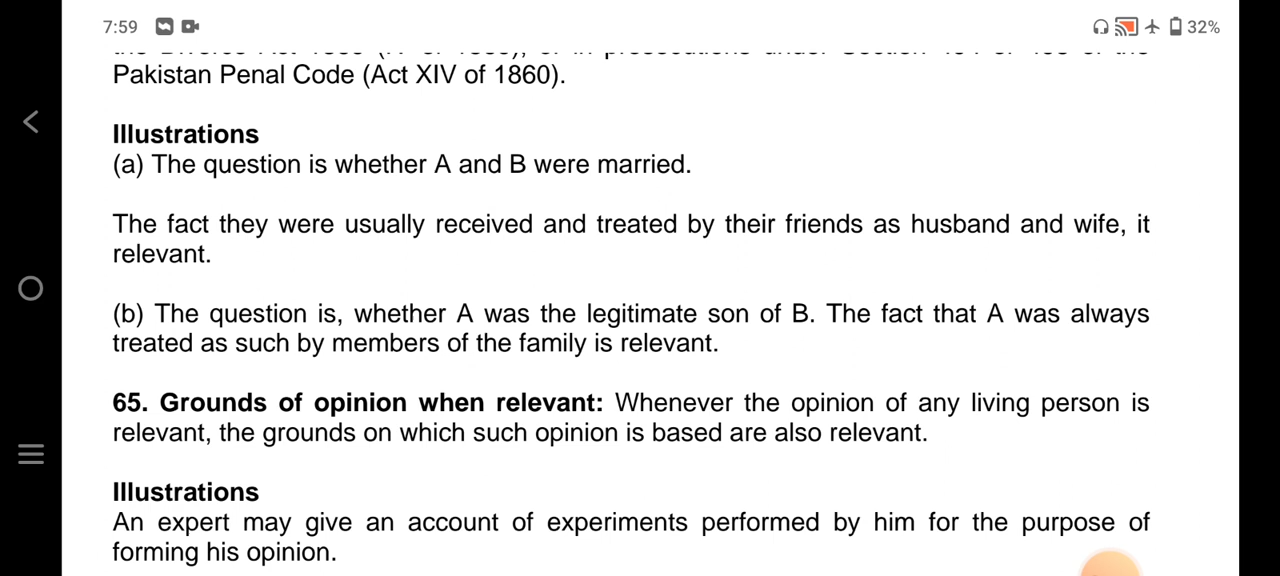 7:59
32%
Pakistan Penal Code (Act XIV of 1860).
Illustrations
(a) The question is whether A and B were married.
The fact they were usually received and treated by their friends as husband and wife, it
relevant.
(b) The question is, whether A was the legitimate son of B. The fact that A was always
treated as such by members of the family is relevant.
65. Grounds of opinion when relevant: Whenever the opinion of any living person is
relevant, the grounds on which such opinion is based are also relevant.
Illustrations
An expert may give an account of experiments performed by him for the purpose of
forming his opinion.